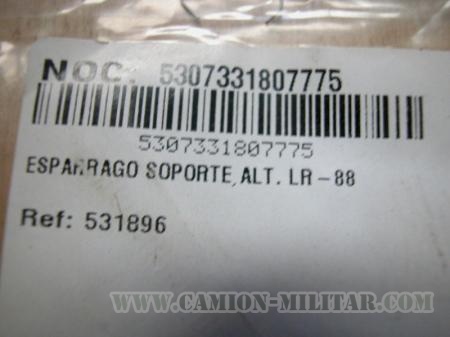 NOC: 5307331807775
5307331807775
ESPARRAGO SOPORTE,ALT. LR-88
Ref: 531896
WWW.CAMION-MILITAR.COM